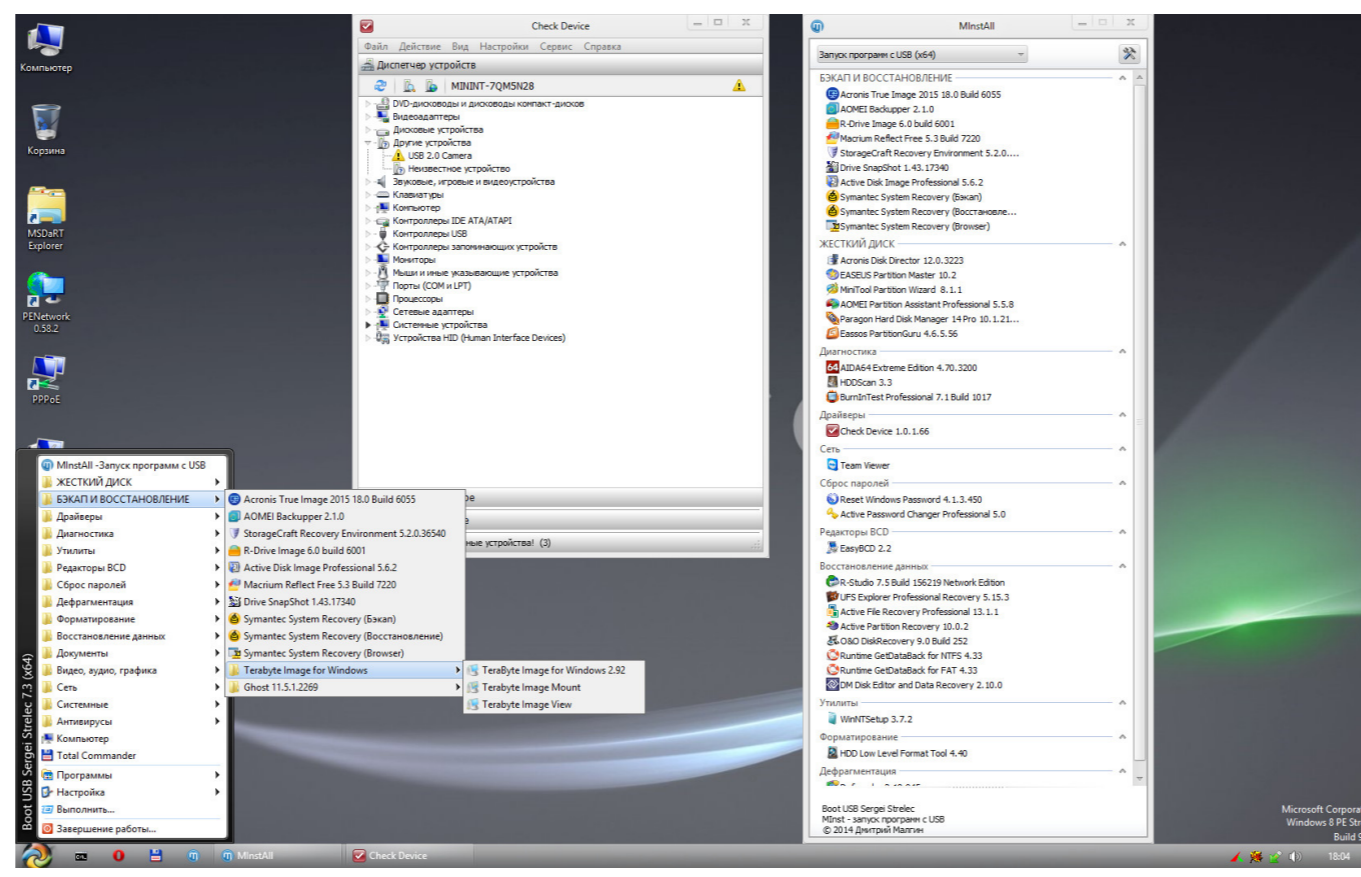 Компьютер
Корзина
MSDaRT
Explorer
PENetwork
0.58.2
PPPoE
Check Device
Файл Действие Вид Настройки Сервис Справка
Диспетчер устройств
MININT-7QM5N28
DVD-дисководы и дисководы компакт-дисков
Видеоадаптеры
Дисковые устройства
Другие устройства
USB 2.0 Camera
Неизвестное устройство
Звуковые, игровые и видеоустройства
Клавиатуры
Компьютер
Контроллеры IDE ATA/ATAPI
Контроллеры USB
Контроллеры запоминающих устройств
Мониторы
Мыши и иные указывающие устройства
Порты (COM и LPT)
Процессоры
Сетевые адаптеры
Системные устройства
Устройства HID (Human Interface Devices)
ре
е
ные устройства! (3)
MInstAll
Запуск программ с USB (x64)
БЭКАП И ВОССТАНОВЛЕНИЕ
Acronis True Image 2015 18.0 Build 6055
AOMEI Backupper 2.1.0
R-Drive Image 6.0 build 6001
Macrium Reflect Free 5.3 Build 7220
StorageCraft Recovery Environment 5.2.0....
Drive SnapShot 1.43.17340
Active Disk Image Professional 5.6.2
Symantec System Recovery (Бэкап)
Symantec System Recovery (Восстановле...
Symantec System Recovery (Browser)
ЖЕСТКИЙ ДИСК
Acronis Disk Director 12.0.3223
EASEUS Partition Master 10.2
MiniTool Partition Wizard 8.1.1
AOMEI Partition Assistant Professional 5.5.8
Paragon Hard Disk Manager 14 Pro 10.1.21...
Eassos PartitionGuru 4.6.5.56
Диагностика
64 AIDA64 Extreme Edition 4.70.3200
HDDScan 3.3
BurnInTest Professional 7.1 Build 1017
Драйверы
Check Device 1.0.1.66
Сеть
Team Viewer
Сброс паролей
Reset Windows Password 4.1.3.450
Active Password Changer Professional 5.0
Редакторы BCD
EasyBCD 2.2
Восстановление данных
R-Studio 7.5 Build 156219 Network Edition
UFS Explorer Professional Recovery 5.15.3
Active File Recovery Professional 13.1.1
Active Partition Recovery 10.0.2
O&O DiskRecovery 9.0 Build 252
Runtime GetDataBack for NTFS 4.33
Runtime GetDataBack for FAT 4.33
DM Disk Editor and Data Recovery 2.10.0
Утилиты
WinNTSetup 3.7.2
Форматирование
HDD Low Level Format Tool 4.40
Дефрагментация
Boot USB Sergei Strelec
MInst - запуск программ с USB
© 2014 Дмитрий Малгин
Boot USB Sergei Strelec 7.3 (x64)
MInstAll -Запуск программ с USB
ЖЕСТКИЙ ДИСК
БЭКАП И ВОССТАНОВЛЕНИЕ
Драйверы
Диагностика
Утилиты
Редакторы BCD
Сброс паролей
Дефрагментация
Форматирование
Восстановление данных
Документы
Видео, аудио, графика
Сеть
Системные
Антивирусы
Компьютер
Total Commander
Программы
Настройка
Выполнить...
Завершение работы...
Acronis True Image 2015 18.0 Build 6055
AOMEI Backupper 2.1.0
StorageCraft Recovery Environment 5.2.0.36540
R-Drive Image 6.0 build 6001
Active Disk Image Professional 5.6.2
Macrium Reflect Free 5.3 Build 7220
Drive SnapShot 1.43.17340
Symantec System Recovery (Бэкап)
Symantec System Recovery (Восстановление)
Symantec System Recovery (Browser)
Terabyte Image for Windows
Ghost 11.5.1.2269
TeraByte Image for Windows 2.92
Terabyte Image Mount
Terabyte Image View
Microsoft Corpora
Windows 8 PE Str
Build 9
MInstAll
Check Device
18:04